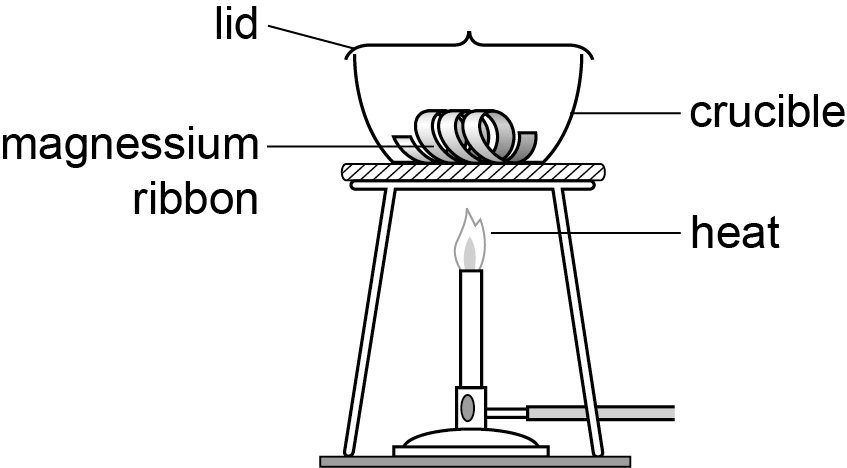 lid
crucible
magnessium
ribbon
heat